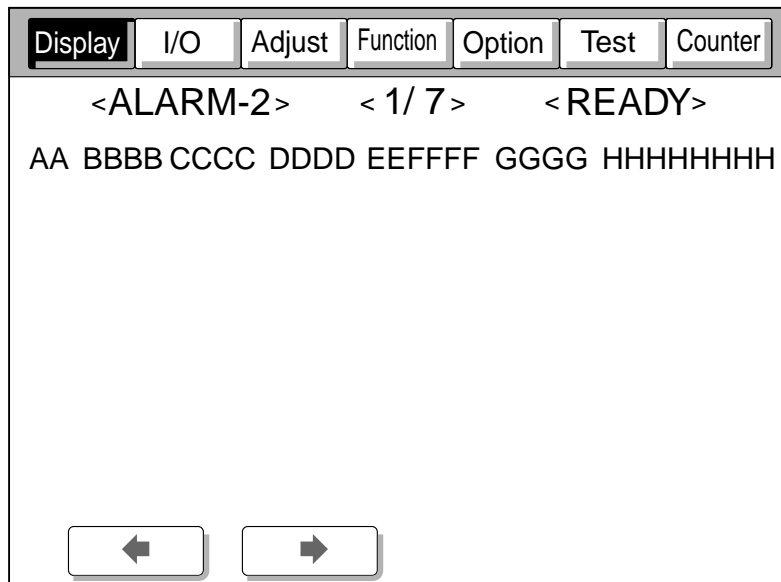 Display I/O Adjust Function Option Test Counter
<ALARM-2> < 1/ 7 > <READY>
AA BBBB CCCC DDDD EEFFFF GGGG HHHHHHHH